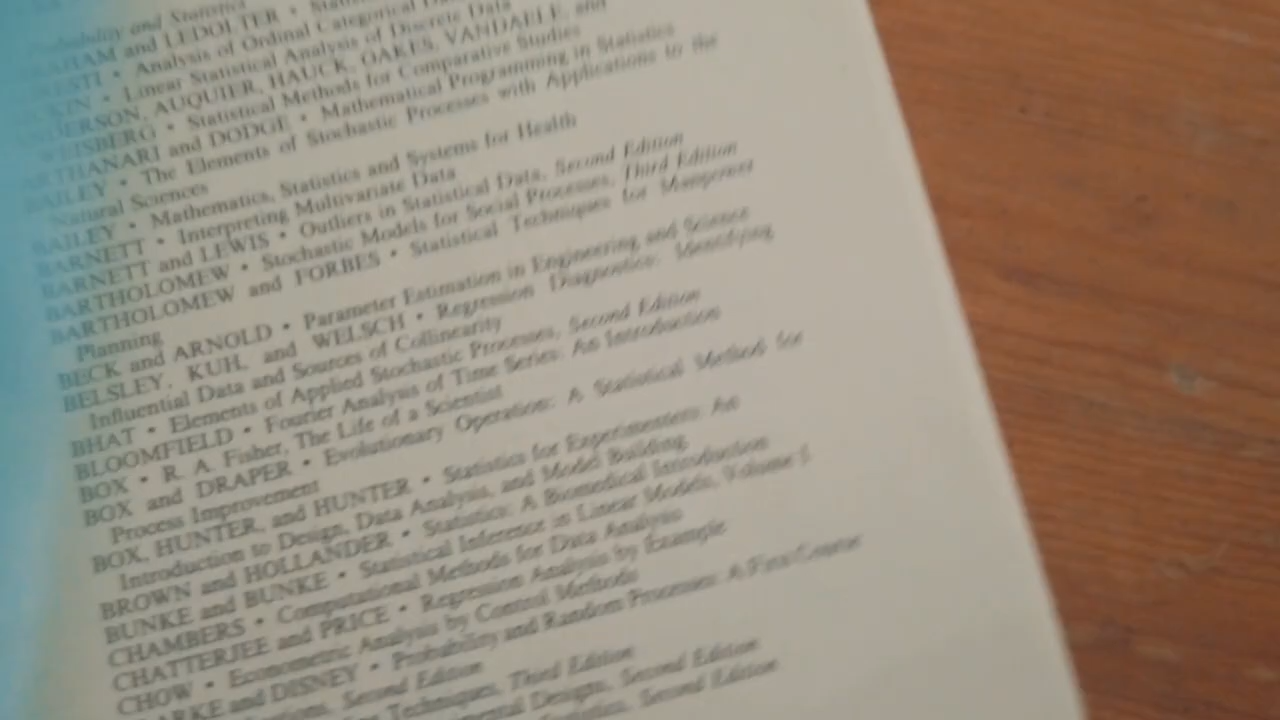 Probability and Statistics
and LEDOLTER •
• Analysis of Ordinal Categorical
• Linear Statistical Analysis of Discrete Data
AUQUIER, HAUCK, OAKES, VANDAELE, and
WEISBERG • Statistical Methods for Comparative Studies
ARTHANARI and DODGE • Mathematical Programming in Statistics
BAILEY • The Elements of Stochastic Processes with Applications to the
Natural Sciences
BAILEY • Mathematics, Statistics and Systems for Health
BARNETT • Interpreting Multivariate Data
BARNETT and LEWIS • Outliers in Statistical Data, Second Edition
BARTHOLOMEW • Stochastic Models for Social Processes, Third Edition
BARTHOLOMEW and FORBES • Statistical Techniques for Manpower
Planning
BECK and ARNOLD • Parameter Estimation in Engineering and Science
BELSLEY, KUH, and WELSCH • Regression Diagnostics: Identifying
Influential Data and Sources of Collinearity
BHAT • Elements of Applied Stochastic Processes, Second Edition
BLOOMFIELD • Fourier Analysis of Time Series: An Introduction
BOX • R. A. Fisher, The Life of a Scientist
BOX and DRAPER • Evolutionary Operation: A Statistical Method for
Process Improvement
BOX, HUNTER, and HUNTER • Statistics for Experimenters: An
Introduction to Design, Data Analysis, and Model Building
BROWN and HOLLANDER • Statistics: A Biomedical Introduction
BUNKE and BUNKE • Statistical Inference in Linear Models, Volume I
CHAMBERS • Computational Methods for Data Analysis
CHATTERJEE and PRICE • Regression Analysis by Example
CHOW • Econometric Analysis by Control Methods
and DISNEY • Probability and Random Processes: A First Course
Second Edition
Techniques, Third Edition
Designs, Second Edition
Second Edition